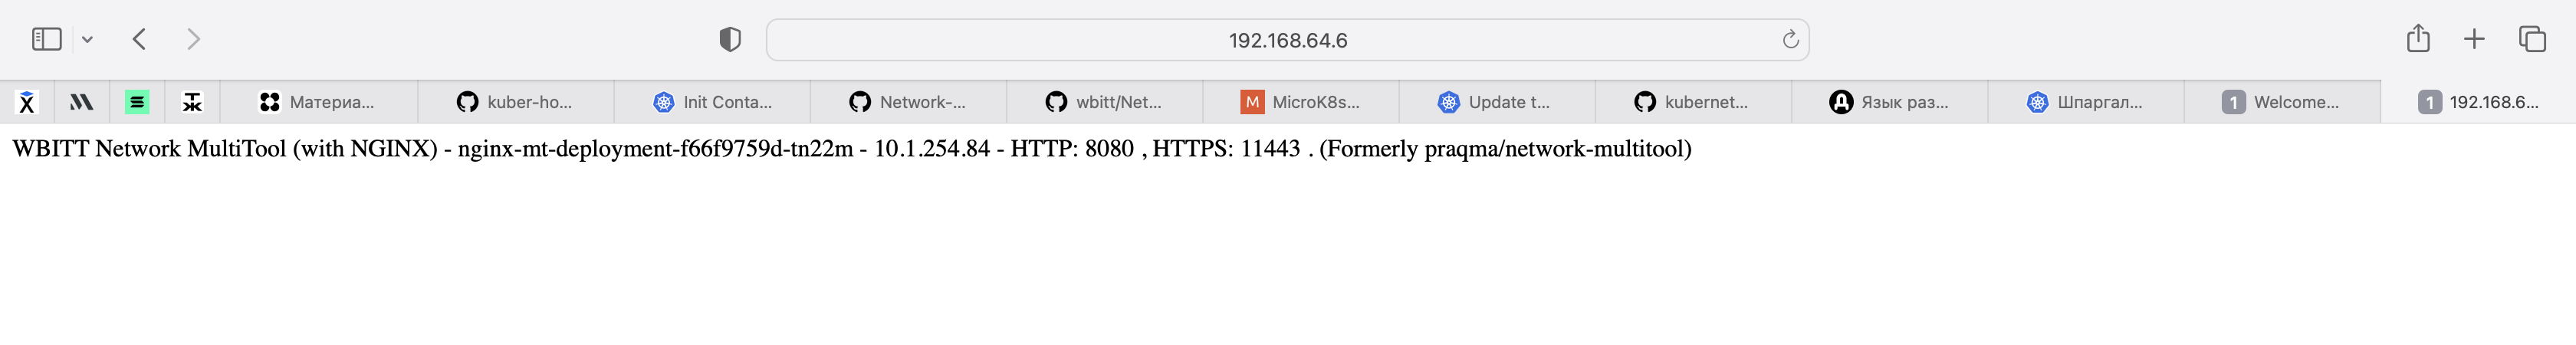 192.168.64.6
Материа... kuber-ho... Init Conta... Network-... wbitt/Net... M MicroK8s... Update t... kubernet... Язык раз... Шпаргал... 1 Welcome... 1 192.168.6...
WBITT Network MultiTool (with NGINX) - nginx-mt-deployment-f66f9759d-tn22m - 10.1.254.84 - HTTP: 8080 , HTTPS: 11443 . (Formerly praqma/network-multitool)